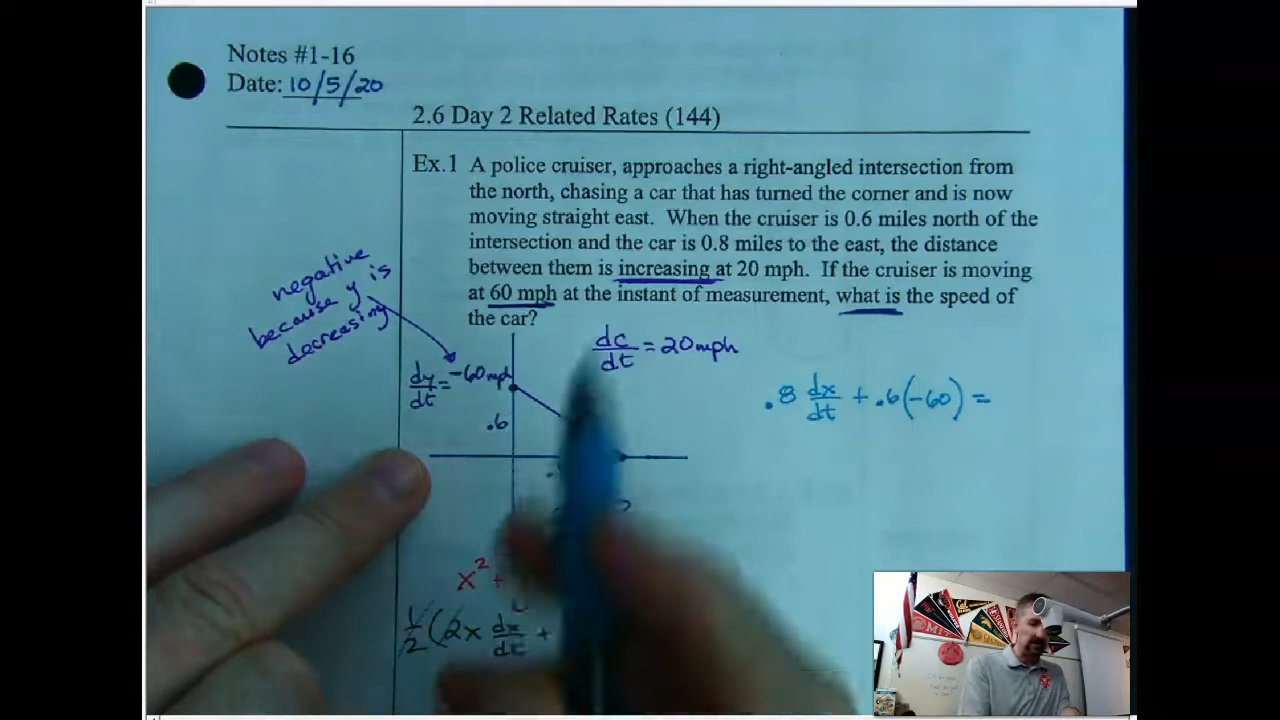 Notes #1-16
Date: 10/5/20
2.6 Day 2 Related Rates (144)
Ex.1 A police cruiser, approaches a right-angled intersection from
the north, chasing a car that has turned the corner and is now
moving straight east. When the cruiser is 0.6 miles north of the
intersection and the car is 0.8 miles to the east, the distance
between them is increasing at 20 mph. If the cruiser is moving
at 60 mph at the instant of measurement, what is the speed of
the car?
negative
because y is
decreasing
dc/dt = 20mph
dy/dt = -60mph
.6
.8 dx/dt + .6(-60) =
x² +
1/2 (2x dx/dt +